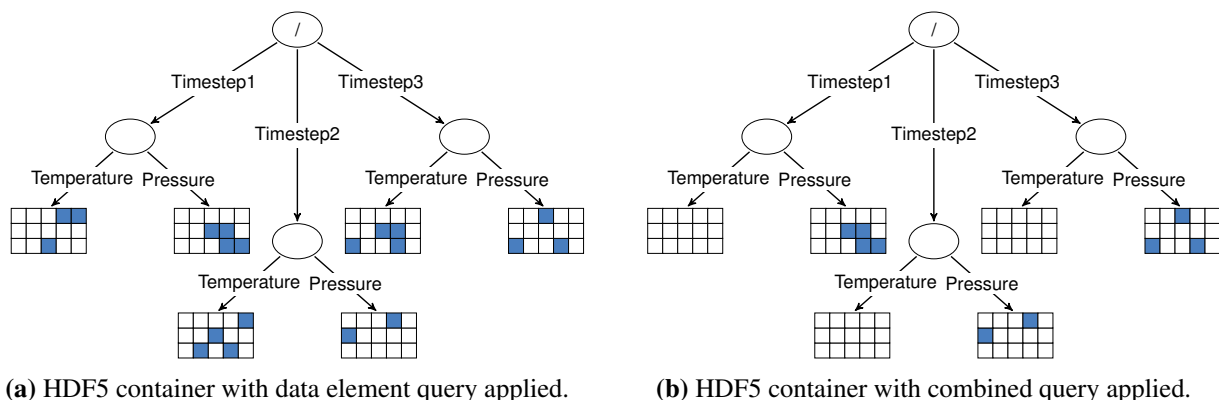 /
Timestep1
Timestep3
Timestep2
Temperature Pressure
Temperature Pressure
Temperature Pressure
(a) HDF5 container with data element query applied.
/
Timestep1
Timestep3
Timestep2
Temperature Pressure
Temperature Pressure
Temperature Pressure
(b) HDF5 container with combined query applied.